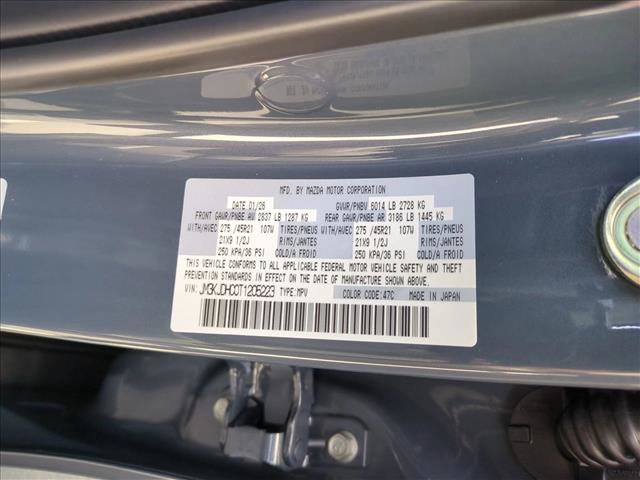 MFD. BY MAZDA MOTOR CORPORATION
DATE 01/26 GVWR/PNBV 6014 LB 2728 KG
FRONT GAWR/PNBE AV 2837 LB 1287 KG REAR GAWR/PNBE AR 3186 LB 1445 KG
WITH/AVEC 275 /45R21 107W TIRES/PNEUS WITH/AVEC 275 /45R21 107W TIRES/PNEUS
21X9 1/2J RIMS/JANTES 21X9 1/2J RIMS/JANTES
250 KPA/36 PSI COLD/A FROID 250 KPA/36 PSI COLD/A FROID
THIS VEHICLE CONFORMS TO ALL APPLICABLE FEDERAL MOTOR VEHICLE SAFETY AND THEFT
PREVENTION STANDARDS IN EFFECT ON THE DATE OF MANUFACTURE SHOWN ABOVE.
VIN: JM3KJDHC0T1205223 TYPE: MPV COLOR CODE: 47C